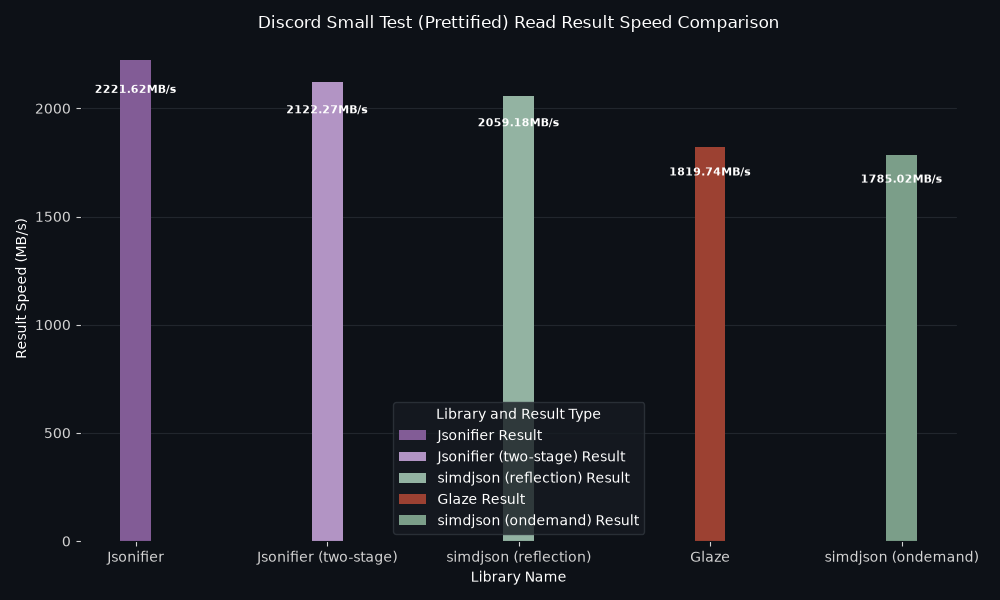 Discord Small Test (Prettified) Read Result Speed Comparison
Result Speed (MB/s)
2000
1500
1000
500
0
2221.62MB/s
2122.27MB/s
2059.18MB/s
1819.74MB/s
1785.02MB/s
Library and Result Type
Jsonifier Result
Jsonifier (two-stage) Result
simdjson (reflection) Result
Glaze Result
simdjson (ondemand) Result
Jsonifier
Jsonifier (two-stage)
simdjson (reflection)
Glaze
simdjson (ondemand)
Library Name